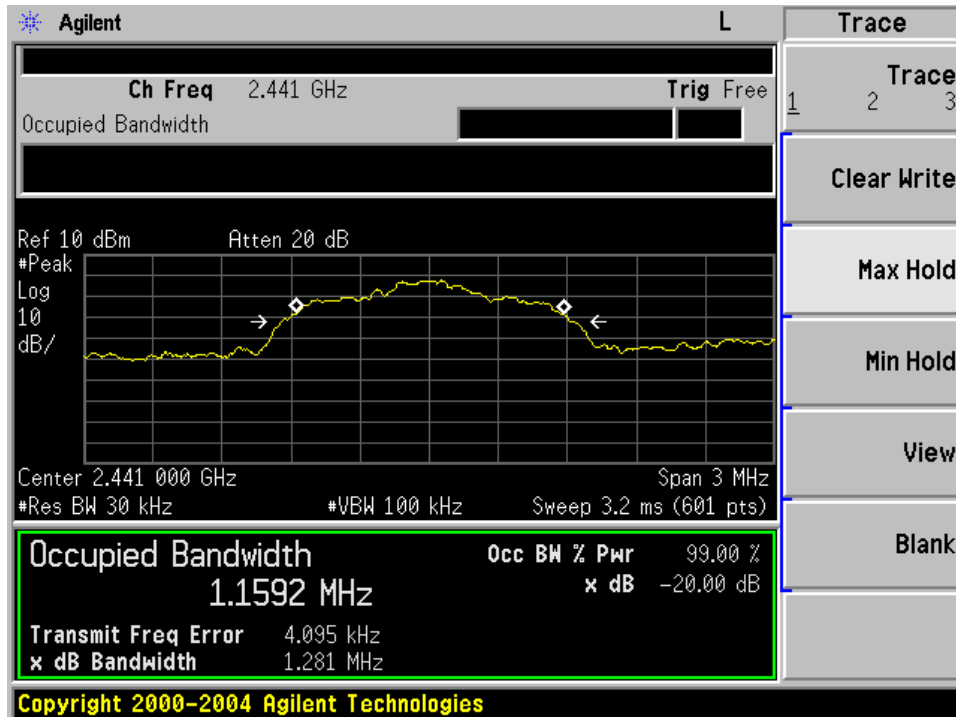 Agilent L Trace
Ch Freq 2.441 GHz Trig Free
Occupied Bandwidth
Trace
1 2 3
Clear Write
Ref 10 dBm Atten 20 dB
#Peak
Log
10
dB/
Max Hold
Min Hold
View
Center 2.441 000 GHz Span 3 MHz
#Res BW 30 kHz #VBW 100 kHz Sweep 3.2 ms (601 pts)
Occupied Bandwidth Occ BW % Pwr 99.00 %
1.1592 MHz x dB -20.00 dB
Blank
Transmit Freq Error 4.095 kHz
x dB Bandwidth 1.281 MHz
Copyright 2000-2004 Agilent Technologies